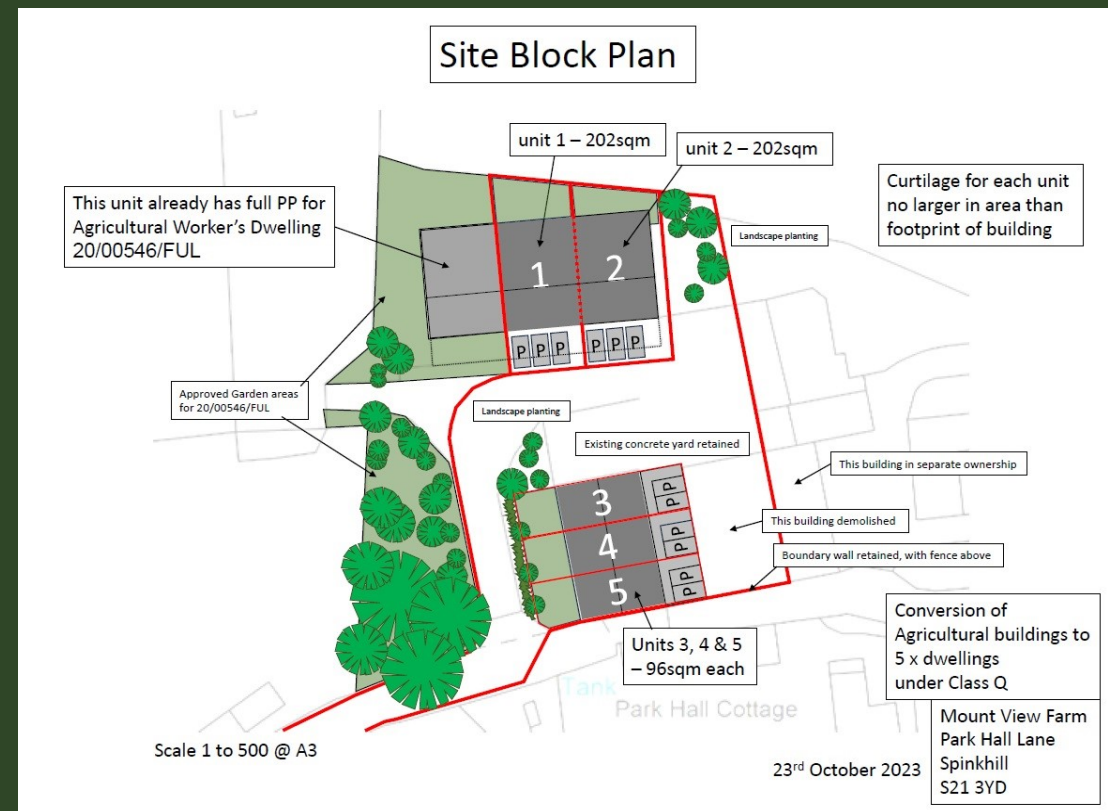 Site Block Plan
unit 1 – 202sqm
unit 2 – 202sqm
This unit already has full PP for
Agricultural Worker's Dwelling
20/00546/FUL
Curtilage for each unit
no larger in area than
footprint of building
Landscape planting
1
2
P P P
P P P
Approved Garden areas
for 20/00546/FUL
Landscape planting
Existing concrete yard retained
This building in separate ownership
3
P P
4
P P
5
P P
This building demolished
Boundary wall retained, with fence above
Units 3, 4 & 5
– 96sqm each
Conversion of
Agricultural buildings to
5 x dwellings
under Class Q
Tank
Park Hall Cottage
Mount View Farm
Park Hall Lane
Spinkhill
S21 3YD
Scale 1 to 500 @ A3
23rd October 2023